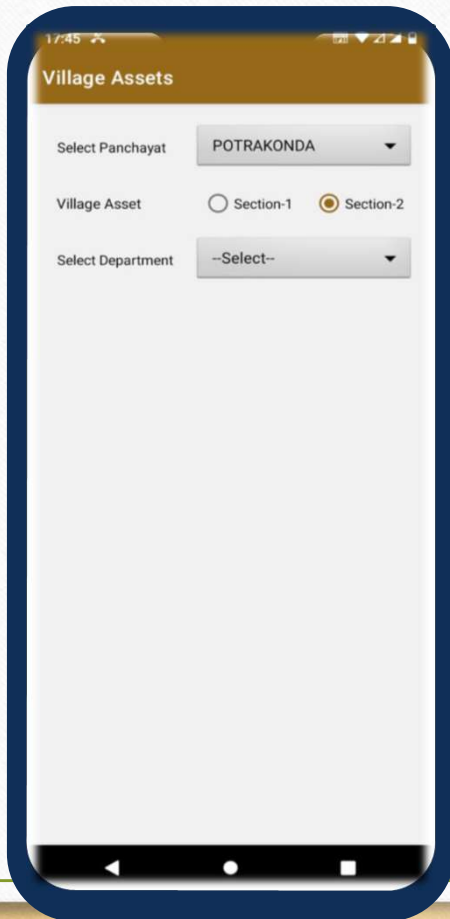 17:45
Village Assets
Select Panchayat POTRAKONDA
Village Asset Section-1 Section-2
Select Department --Select--